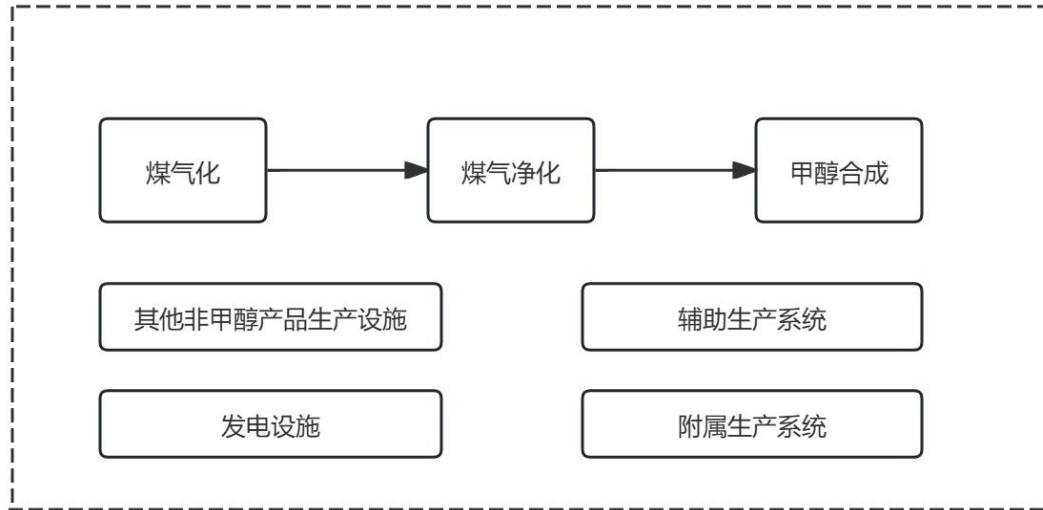 煤气化
煤气净化
甲醇合成
其他非甲醇产品生产设施
辅助生产系统
发电设施
附属生产系统